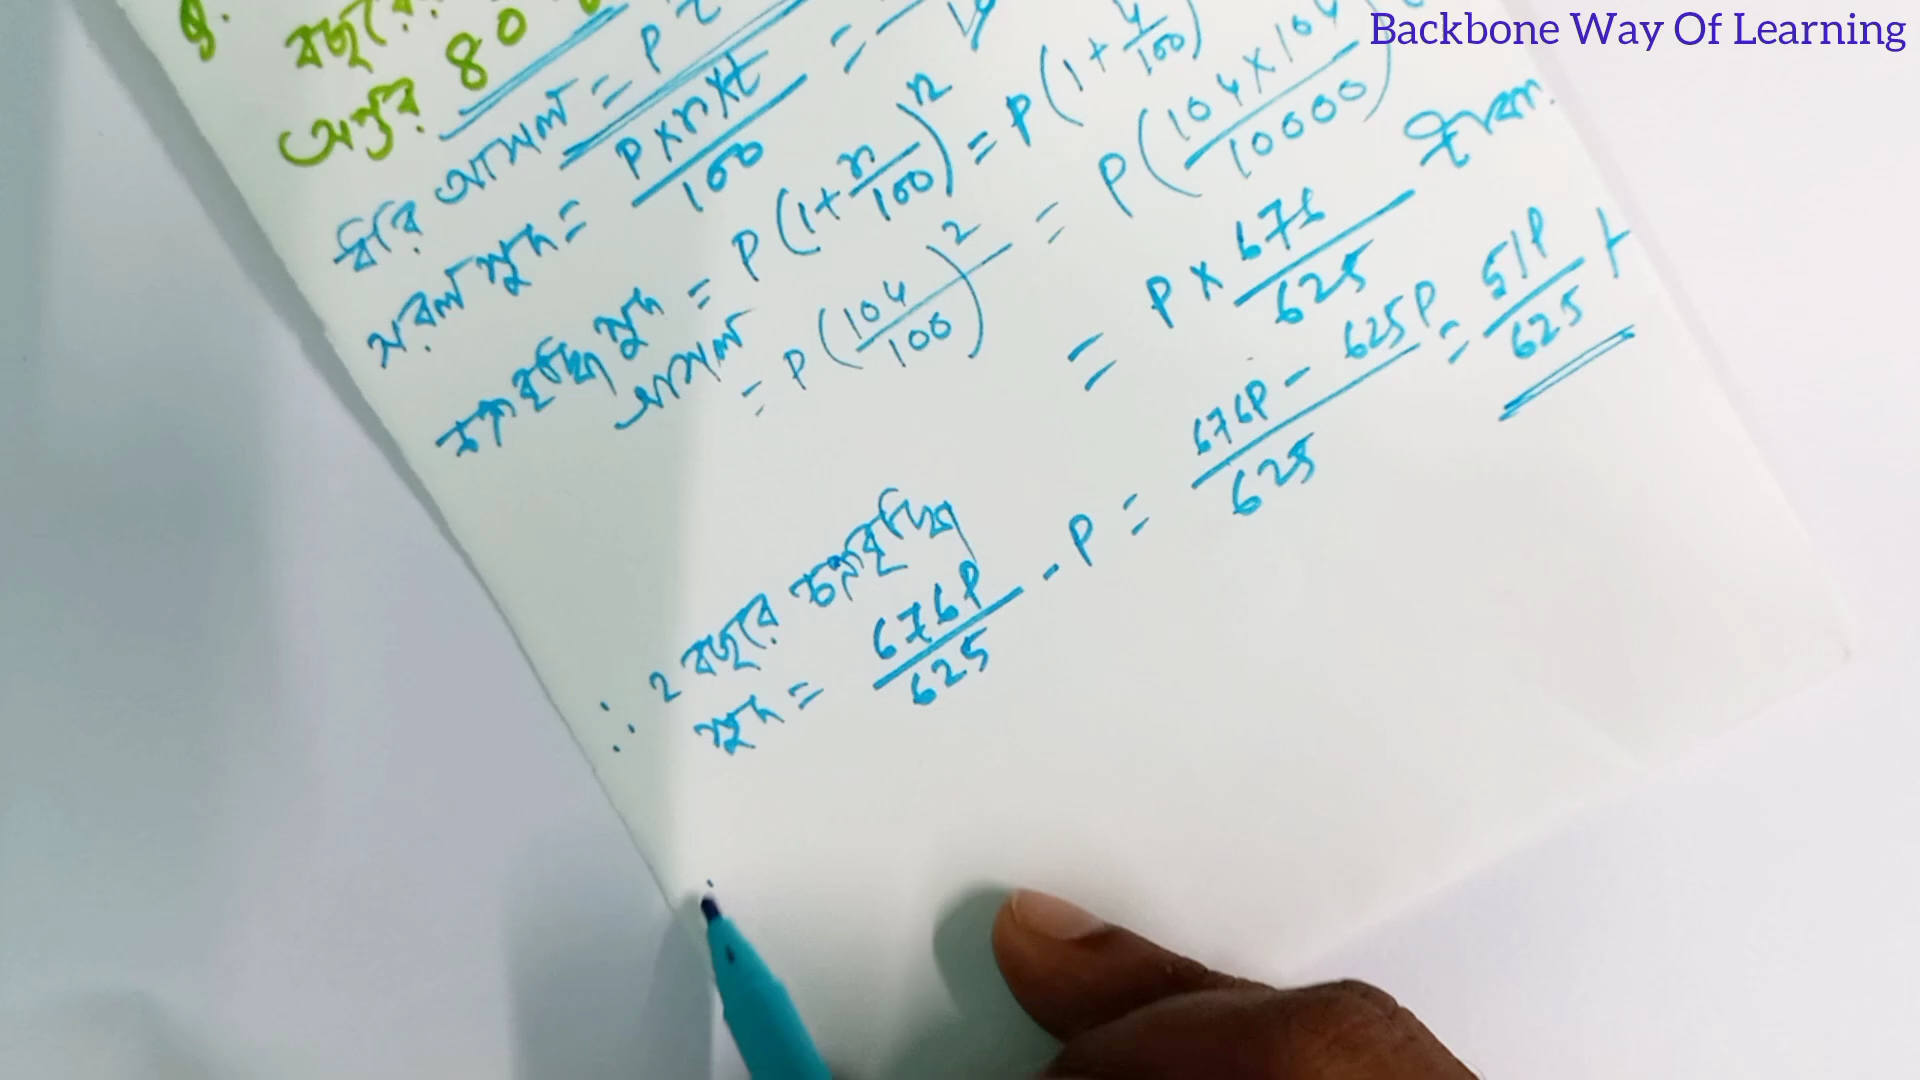 Backbone Way Of Learning
বছরের
অন্তর 80
ধরি আসল = P
সরল সুদ = P×r×t/100 =
চক্রবৃদ্ধি সুদ আসল = P(1+r/100)^n = P(1+4/100)
= P(104/100)^2 = P(104×104/10000)
= P×676/625
∴ 2 বছরে চক্রবৃদ্ধি
সুদ = 676P/625 - P = 676P - 625P/625 = 51P/625